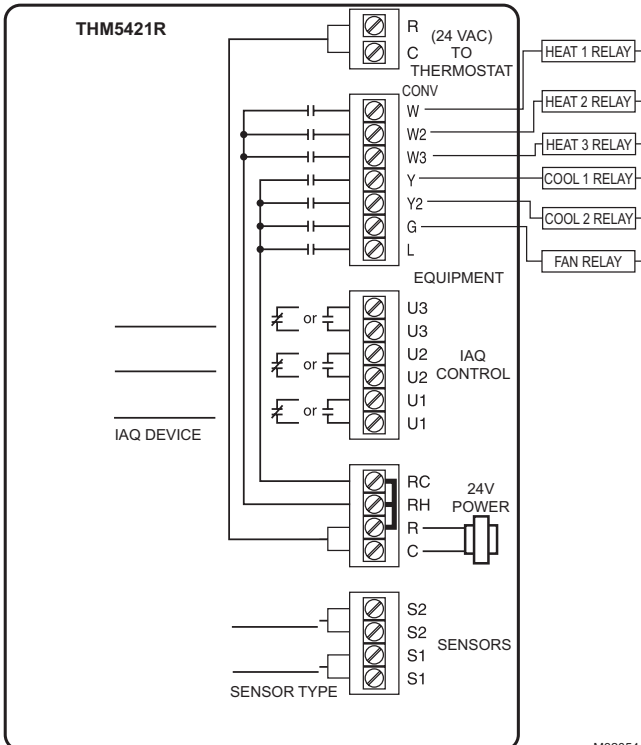 THM5421R
R
C
(24 VAC)
TO
THERMOSTAT
CONV
W
W2
W3
Y
Y2
G
L
EQUIPMENT
HEAT 1 RELAY
HEAT 2 RELAY
HEAT 3 RELAY
COOL 1 RELAY
COOL 2 RELAY
FAN RELAY
or
or
or
U3
U3
U2
U2
U1
U1
IAQ
CONTROL
IAQ DEVICE
RC
RH
R
C
24V
POWER
S2
S2
S1
S1
SENSORS
SENSOR TYPE